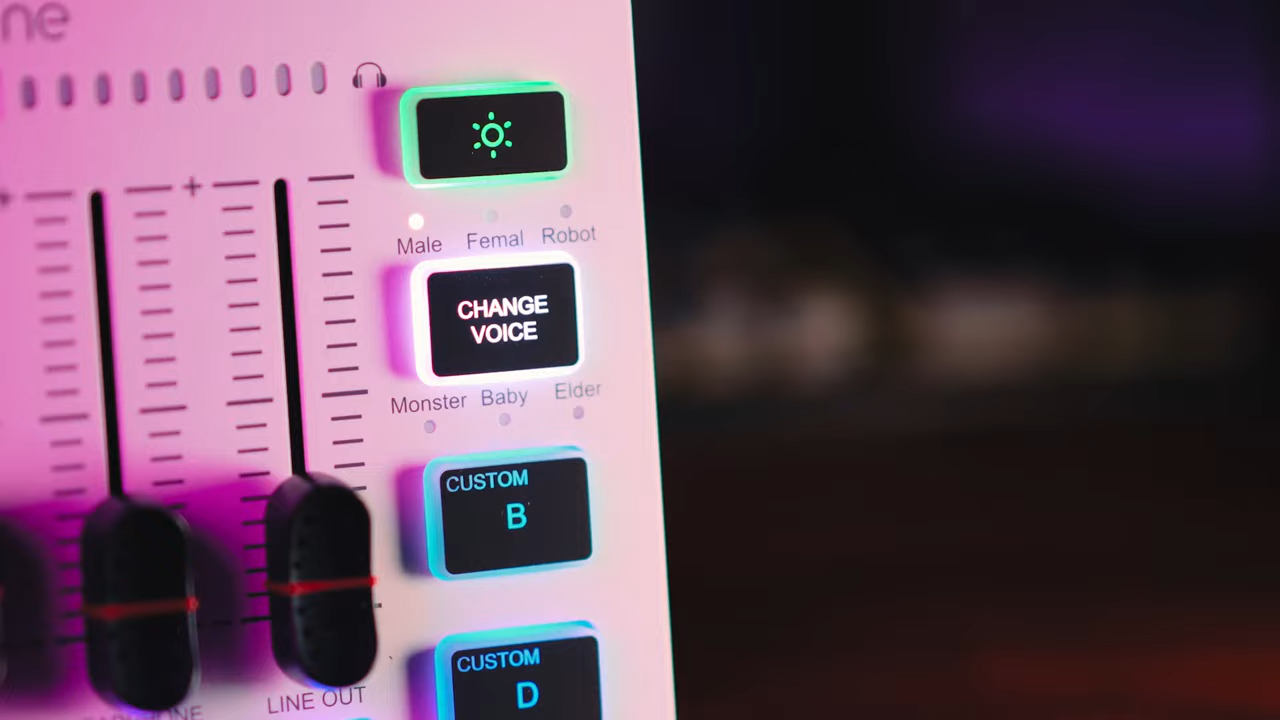 ne
Male Femal Robot
CHANGE
VOICE
Monster Baby Elder
CUSTOM
B
CUSTOM
D
LINE OUT